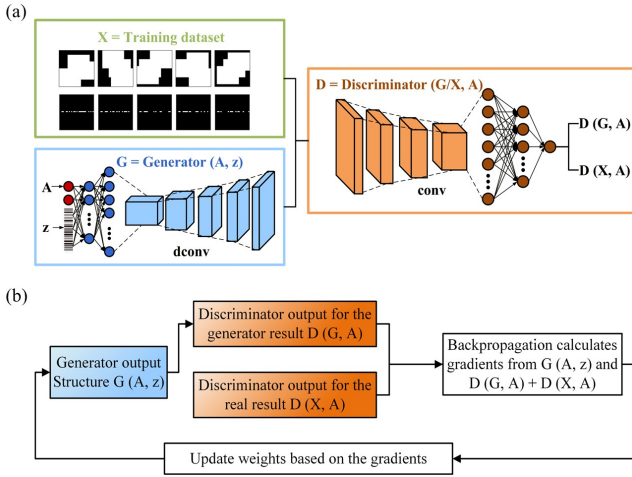 (a)
X = Training dataset
G = Generator (A, z)
A
z
dconv
D = Discriminator (G/X, A)
conv
D (G, A)
D (X, A)
(b)
Generator output
Structure G (A, z)
Discriminator output for the
generator result D (G, A)
Discriminator output for the
real result D (X, A)
Backpropagation calculates
gradients from G (A, z) and
D (G, A) + D (X, A)
Update weights based on the gradients